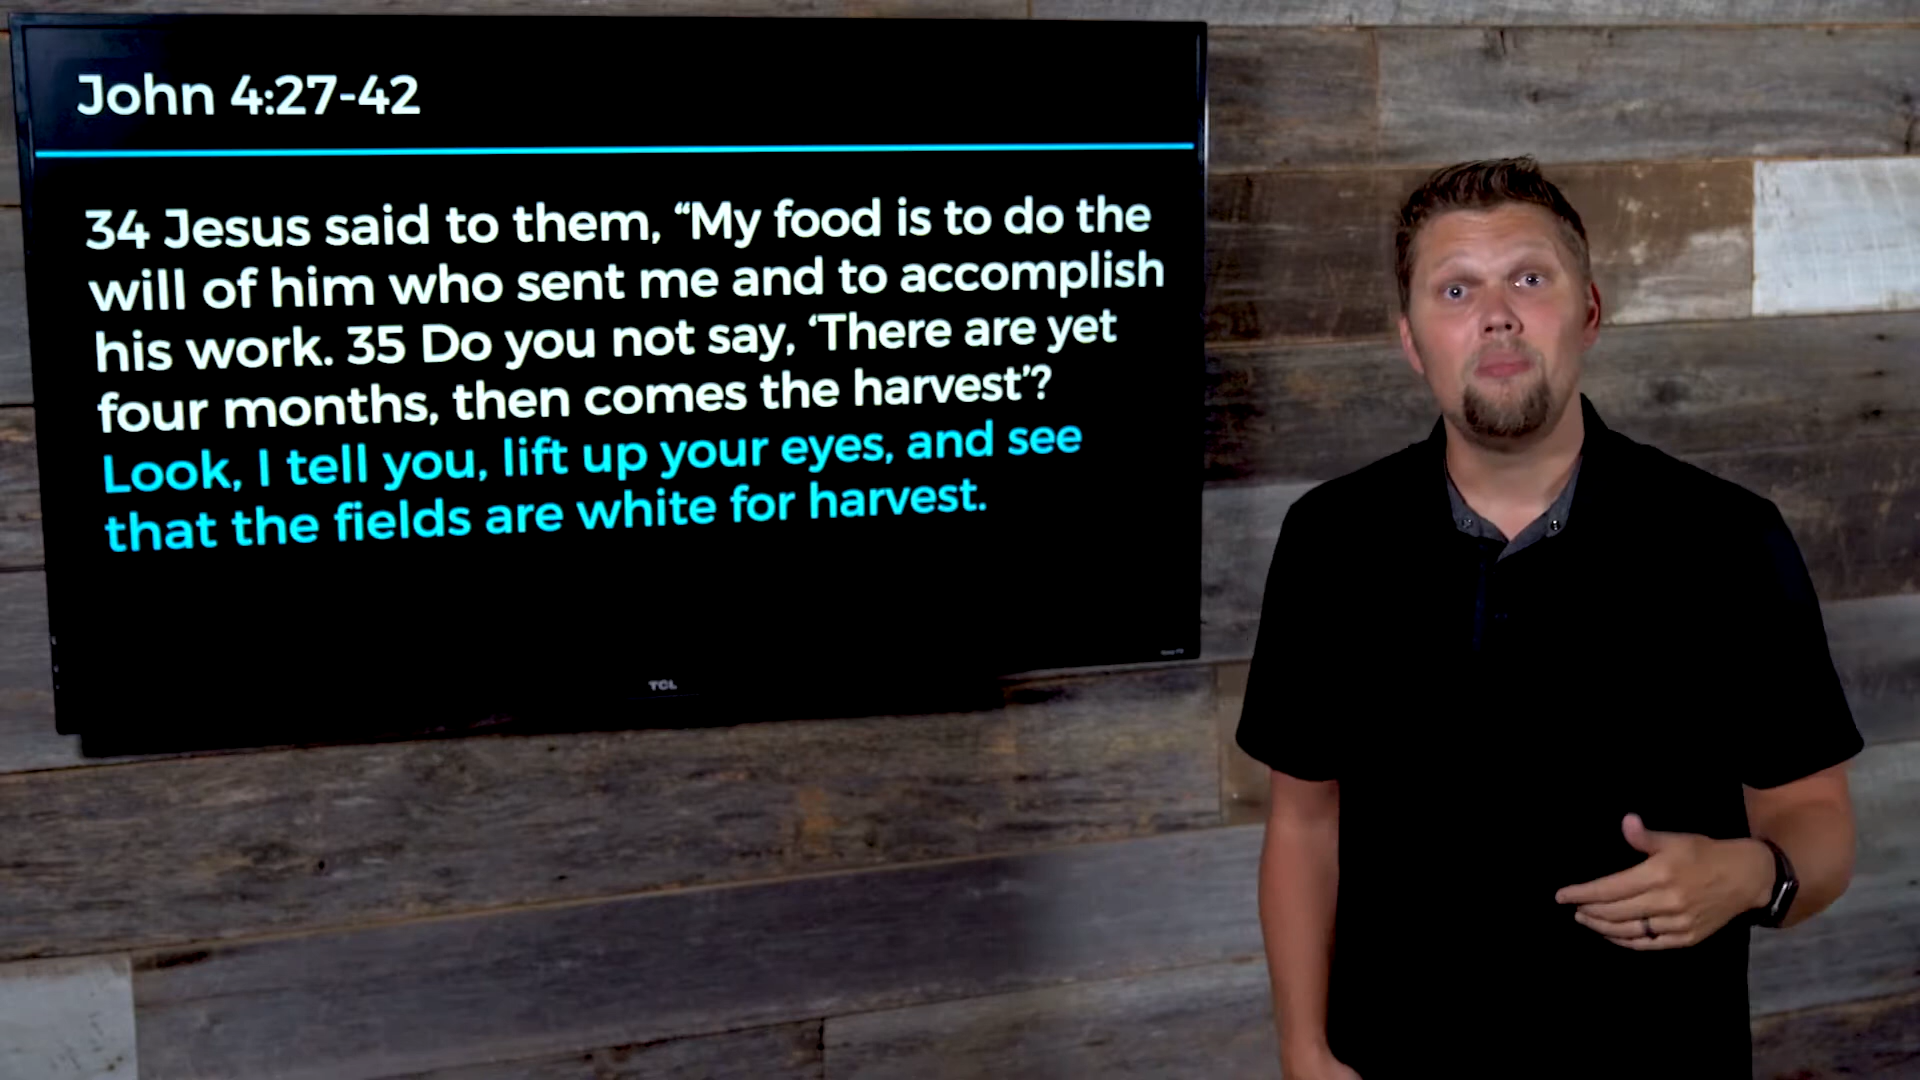 John 4:27-42
34 Jesus said to them, “My food is to do the
will of him who sent me and to accomplish
his work. 35 Do you not say, ‘There are yet
four months, then comes the harvest’?
Look, I tell you, lift up your eyes, and see
that the fields are white for harvest.
TCL